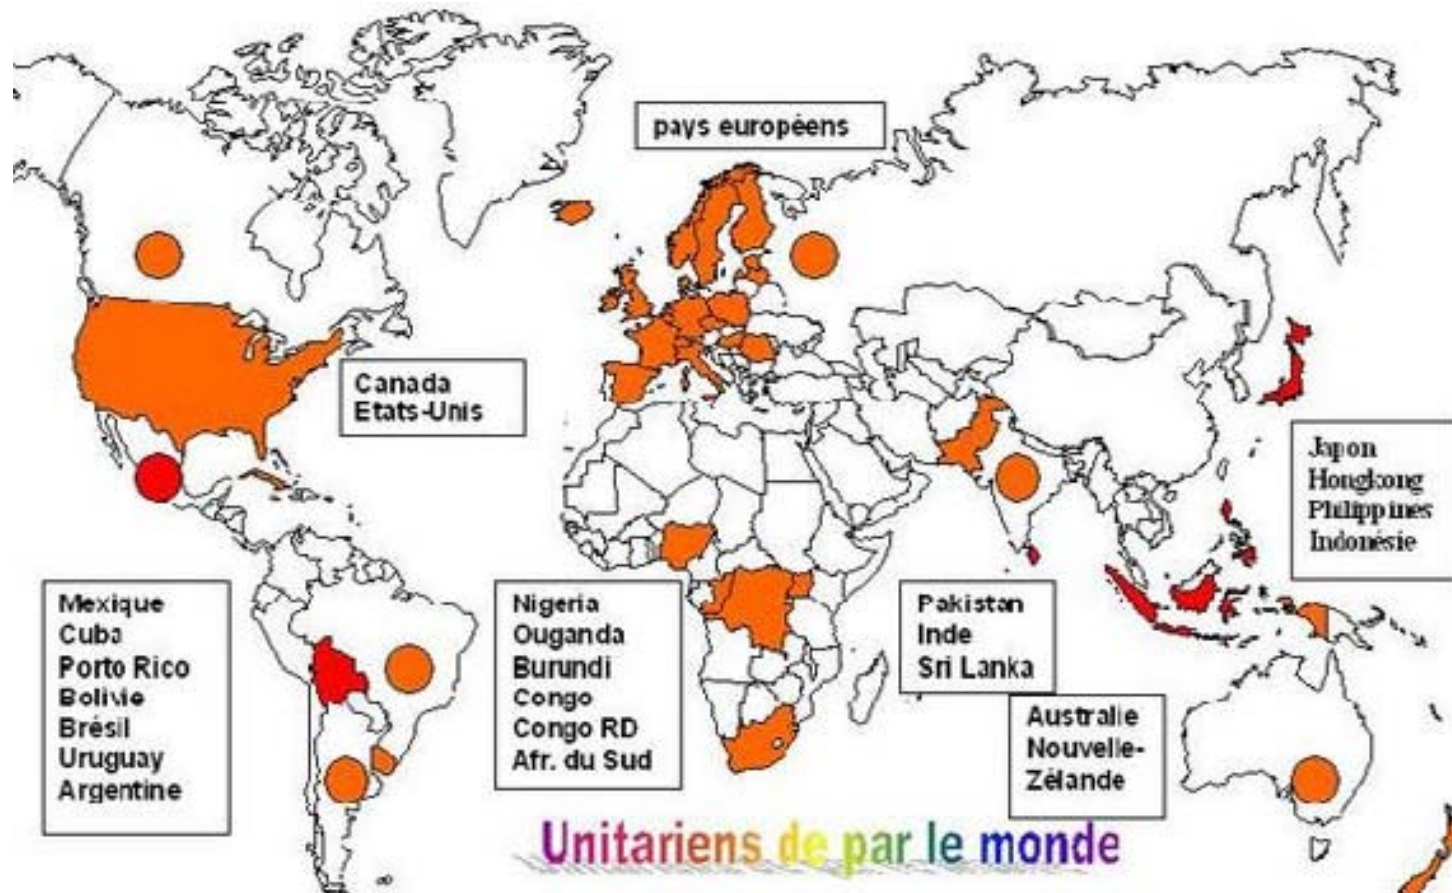 pays européens
Canada
Etats-Unis
Japon
Hongkong
Philippines
Indonésie
Mexique
Cuba
Porto Rico
Bolivie
Brésil
Uruguay
Argentine
Nigeria
Ouganda
Burundi
Congo
Congo RD
Afr. du Sud
Pakistan
Inde
Sri Lanka
Australie
Nouvelle-
Zélande
Unitariens de par le monde